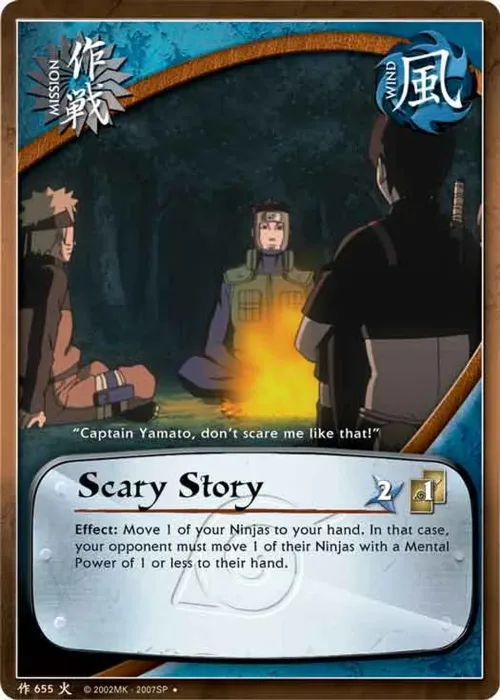 MISSION
作戦
WIND
風
"Captain Yamato, don't scare me like that!"
Scary Story
2
1
Effect: Move 1 of your Ninjas to your hand. In that case,
your opponent must move 1 of their Ninjas with a Mental
Power of 1 or less to their hand.
作 655 火 © 2002MK · 2007SP •